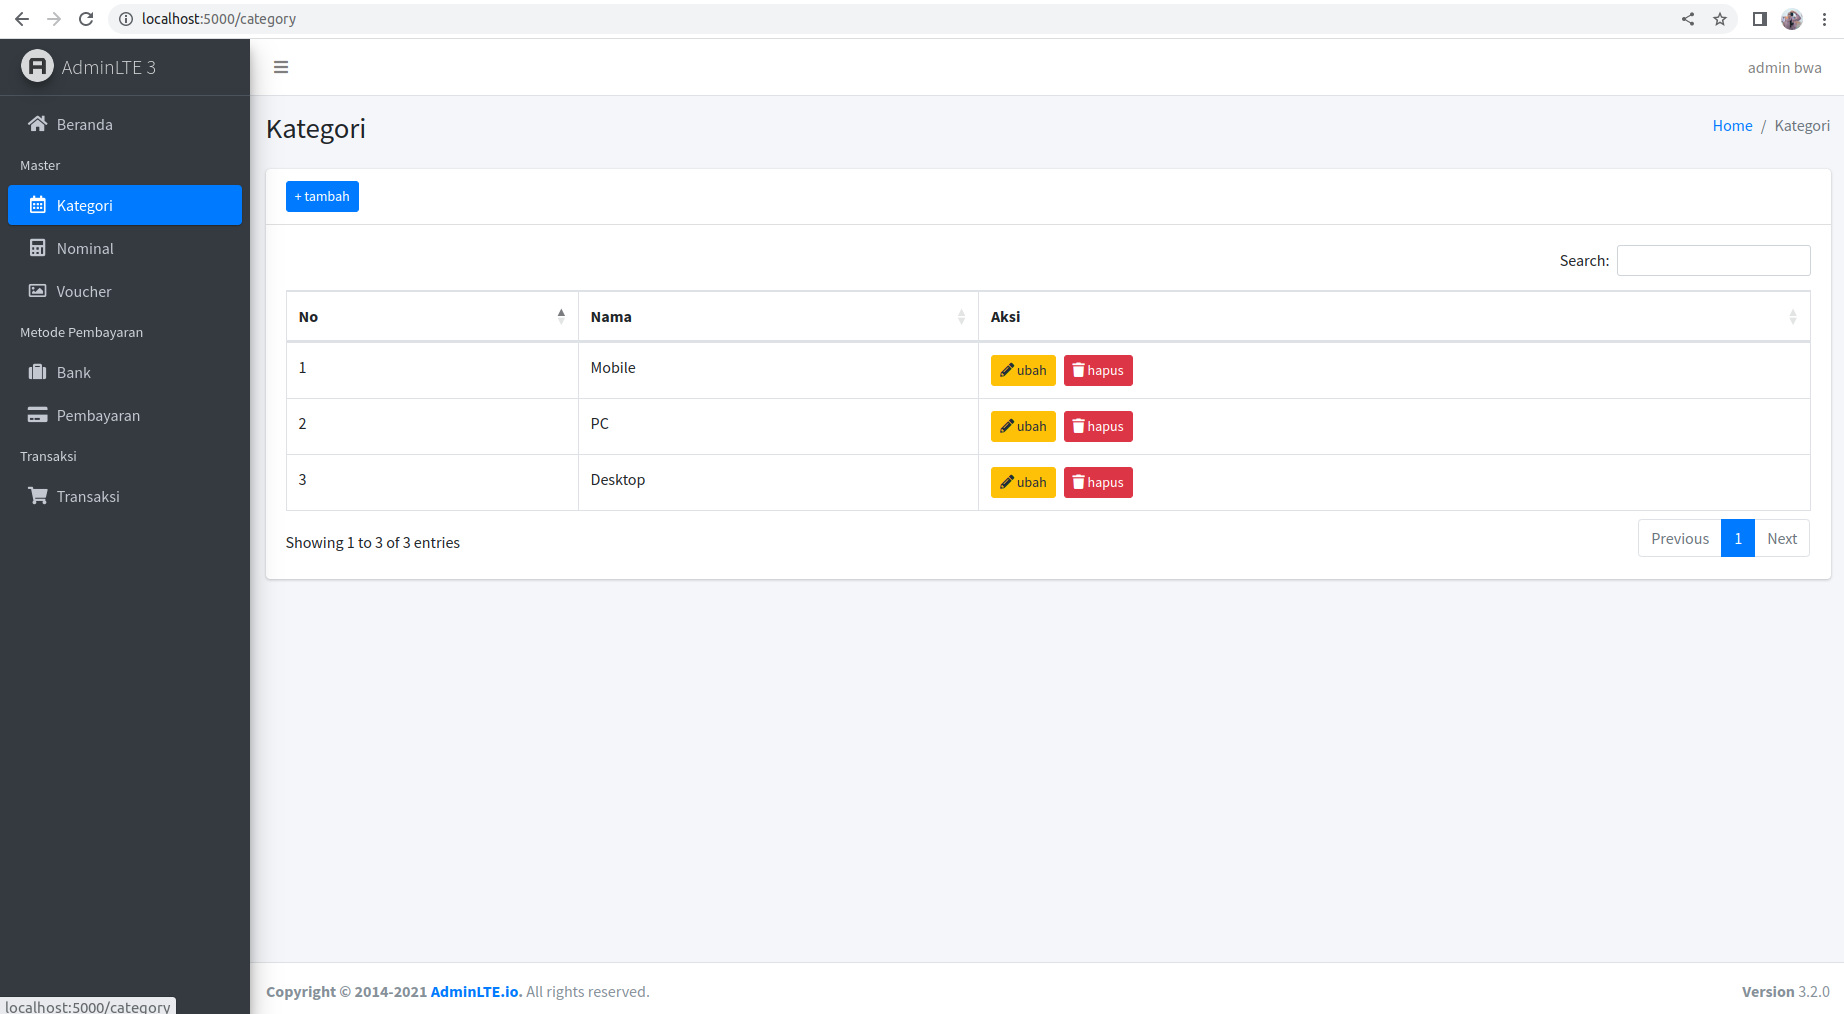 localhost:5000/category
AdminLTE 3
admin bwa
Beranda
Master
Kategori
Nominal
Voucher
Metode Pembayaran
Bank
Pembayaran
Transaksi
Transaksi
Kategori
Home / Kategori
+ tambah
Search:
No Nama Aksi
1 Mobile ubah hapus
2 PC ubah hapus
3 Desktop ubah hapus
Showing 1 to 3 of 3 entries
Previous 1 Next
Copyright © 2014-2021 AdminLTE.io. All rights reserved.
Version 3.2.0
localhost:5000/category